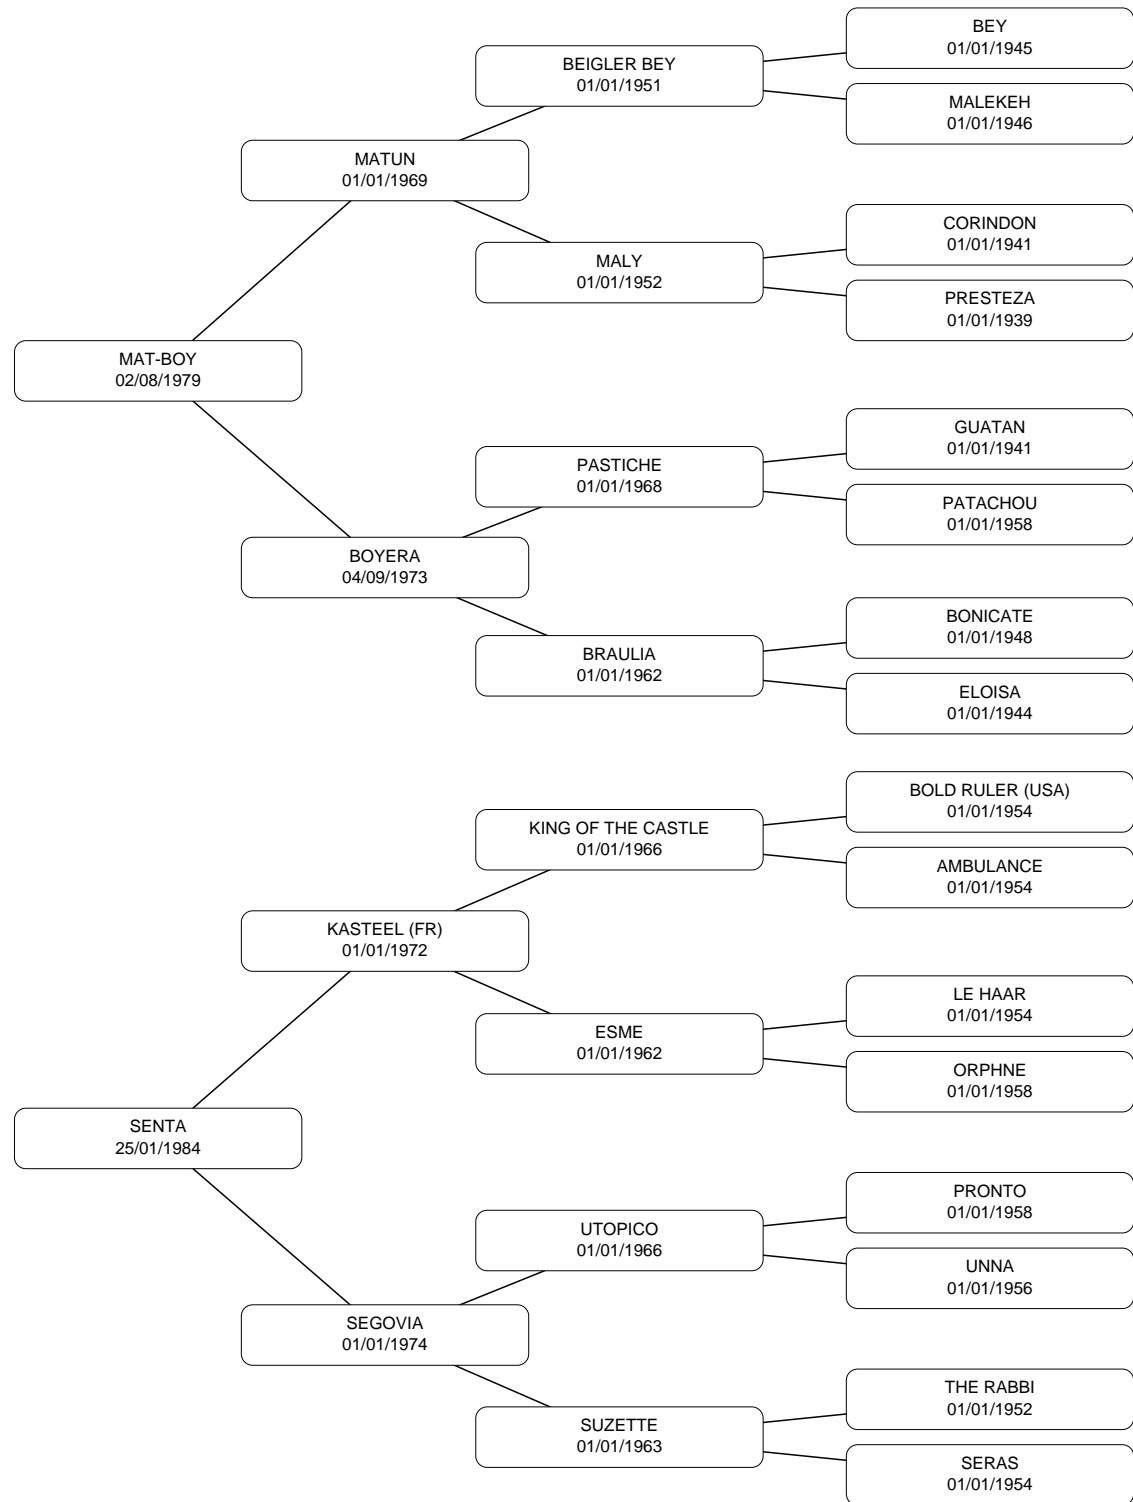 BEY
01/01/1945
BEIGLER BEY
01/01/1951
MALEKEH
01/01/1946
MATUN
01/01/1969
CORINDON
01/01/1941
MALY
01/01/1952
PRESTEZA
01/01/1939
MAT-BOY
02/08/1979
GUATAN
01/01/1941
PASTICHE
01/01/1968
PATACHOU
01/01/1958
BOYERA
04/09/1973
BONICATE
01/01/1948
BRAULIA
01/01/1962
ELOISA
01/01/1944
BOLD RULER (USA)
01/01/1954
KING OF THE CASTLE
01/01/1966
AMBULANCE
01/01/1954
KASTEEL (FR)
01/01/1972
LE HAAR
01/01/1954
ESME
01/01/1962
ORPHNE
01/01/1958
SENTA
25/01/1984
PRONTO
01/01/1958
UTOPICO
01/01/1966
UNNA
01/01/1956
SEGOVIA
01/01/1974
THE RABBI
01/01/1952
SUZETTE
01/01/1963
SERAS
01/01/1954